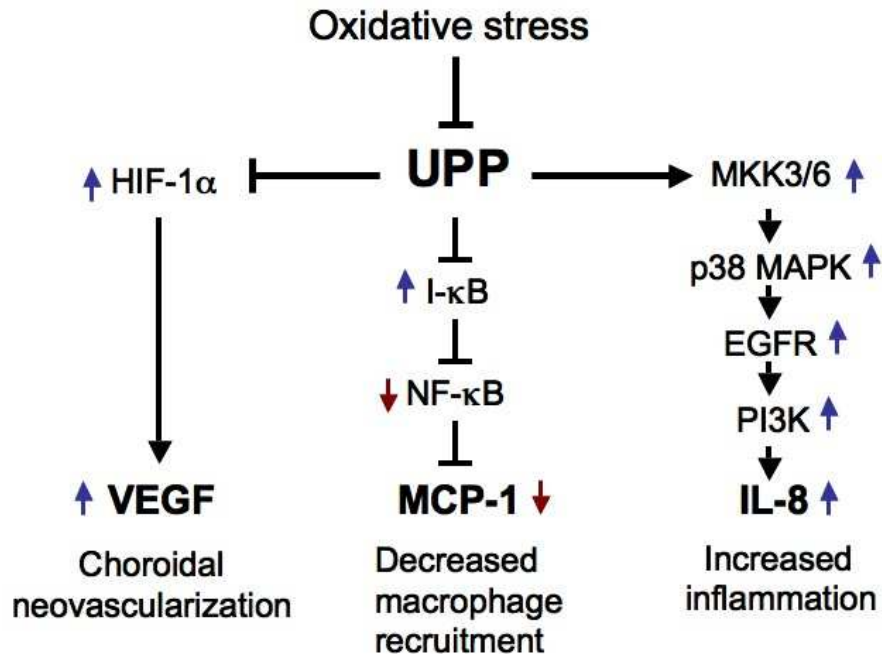 Oxidative stress
UPP
HIF-1α
MKK3/6
I-κB
p38 MAPK
EGFR
NF-κB
PI3K
VEGF
MCP-1
IL-8
Choroidal
neovascularization
Decreased
macrophage
recruitment
Increased
inflammation